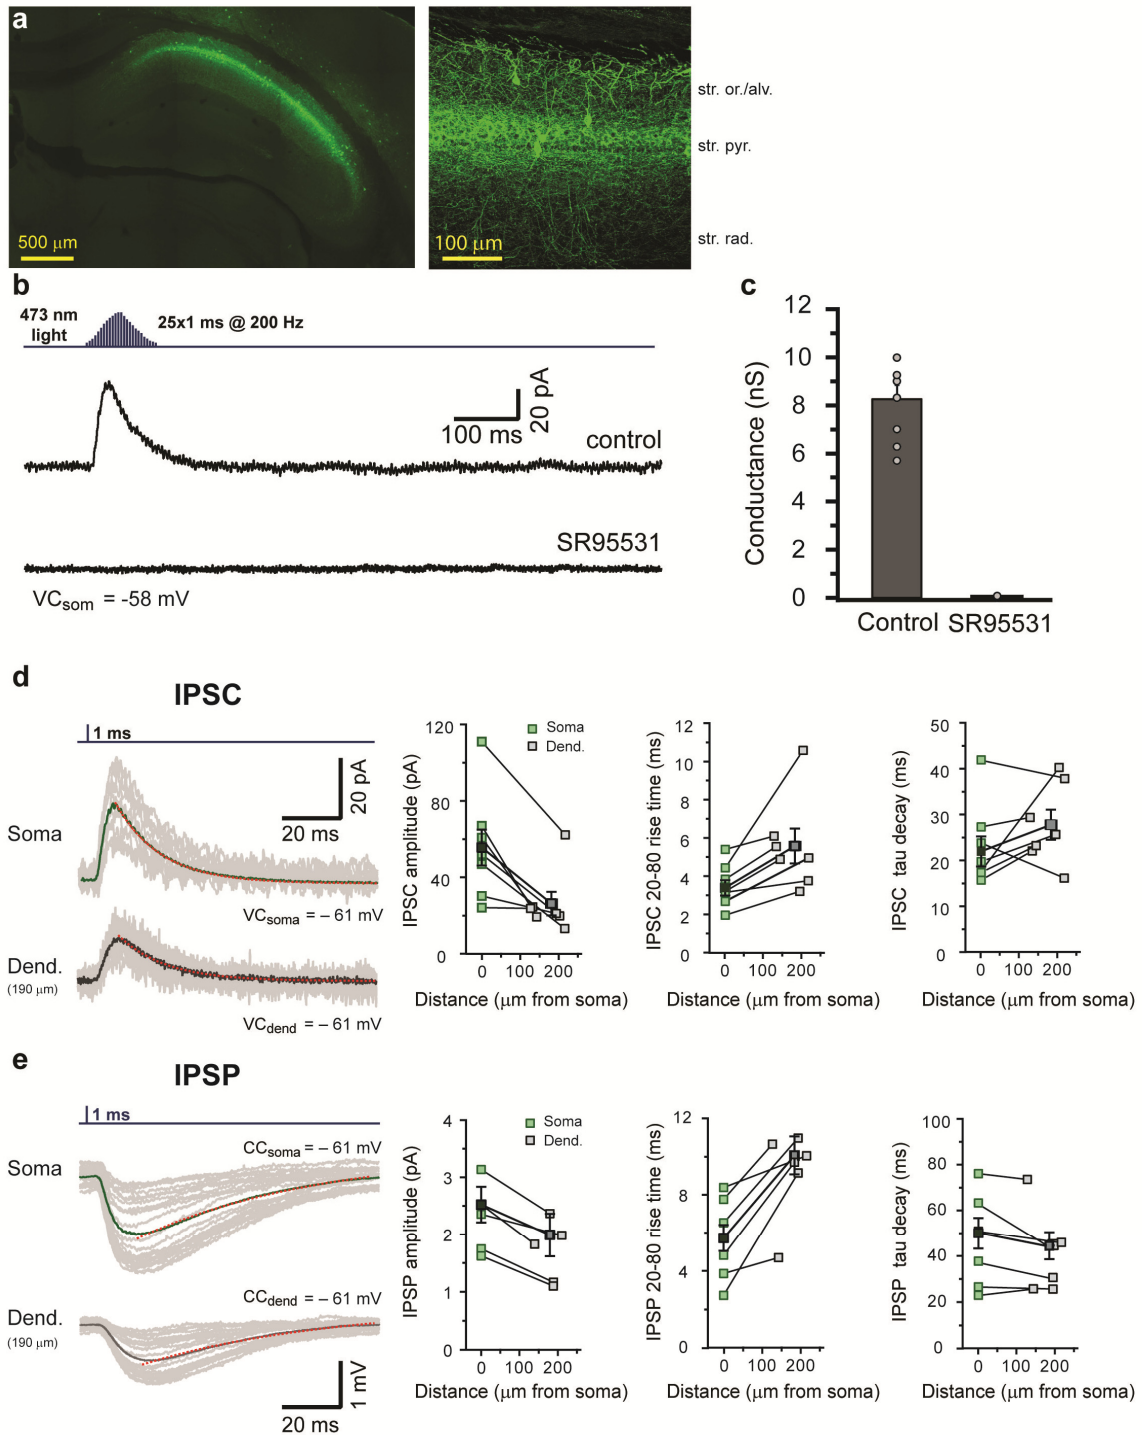 a
500 μm
100 μm
str. or./alv.
str. pyr.
str. rad.
b
473 nm
light
25x1 ms @ 200 Hz
20 pA
100 ms
control
SR95531
VCsom = -58 mV
c
Conductance (nS)
12
10
8
6
4
2
0
Control SR95531
d
IPSC
1 ms
Soma
20 pA
20 ms
VCsoma = – 61 mV
Dend.
(190 μm)
VCdend = – 61 mV
IPSC amplitude (pA)
120
80
40
0
Soma
Dend.
0 100 200
Distance (μm from soma)
IPSC 20-80 rise time (ms)
12
10
8
6
4
2
0
0 100 200
Distance (μm from soma)
IPSC tau decay (ms)
50
40
30
20
10
0
0 100 200
Distance (μm from soma)
e
IPSP
1 ms
Soma
CCsoma = – 61 mV
CCdend = – 61 mV
Dend.
(190 μm)
1 mV
20 ms
IPSP amplitude (pA)
4
3
2
1
0
Soma
Dend.
0 100 200
Distance (μm from soma)
IPSP 20-80 rise time (ms)
12
8
4
0
0 100 200
Distance (μm from soma)
IPSP tau decay (ms)
100
80
60
40
20
0
0 100 200
Distance (μm from soma)